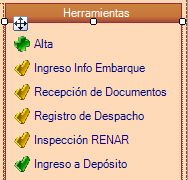 Herramientas
Alta
Ingreso Info Embarque
Recepción de Documentos
Registro de Despacho
Inspección RENAR
Ingreso a Depósito